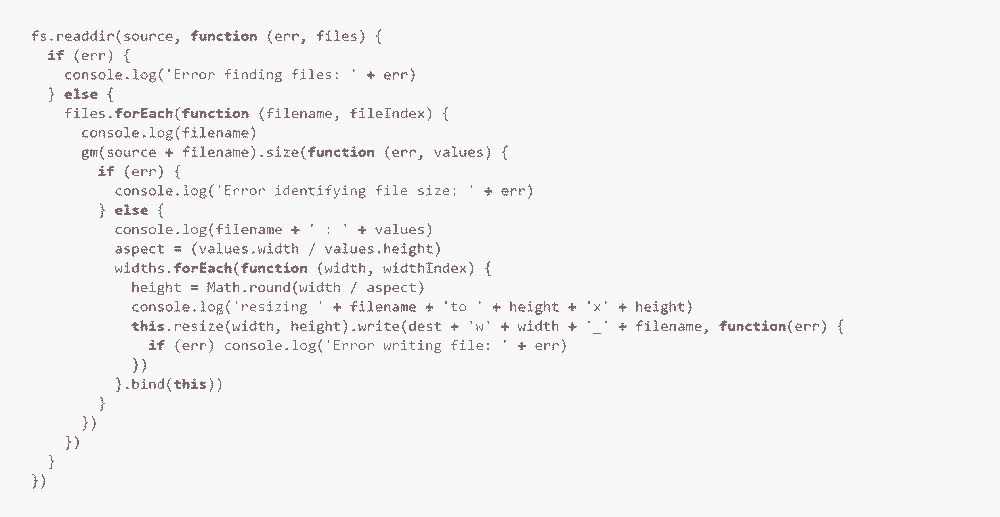 fs.readdir(source, function (err, files) {
  if (err) {
    console.log('Error finding files: ' + err)
  } else {
    files.forEach(function (filename, fileIndex) {
      console.log(filename)
      gm(source + filename).size(function (err, values) {
        if (err) {
          console.log('Error identifying file size: ' + err)
        } else {
          console.log(filename + ' : ' + values)
          aspect = (values.width / values.height)
          widths.forEach(function (width, widthIndex) {
            height = Math.round(width / aspect)
            console.log('resizing ' + filename + 'to ' + height + 'x' + height)
            this.resize(width, height).write(dest + 'w' + width + '_' + filename, function(err) {
              if (err) console.log('Error writing file: ' + err)
            })
          }.bind(this))
        }
      })
    })
  }
})